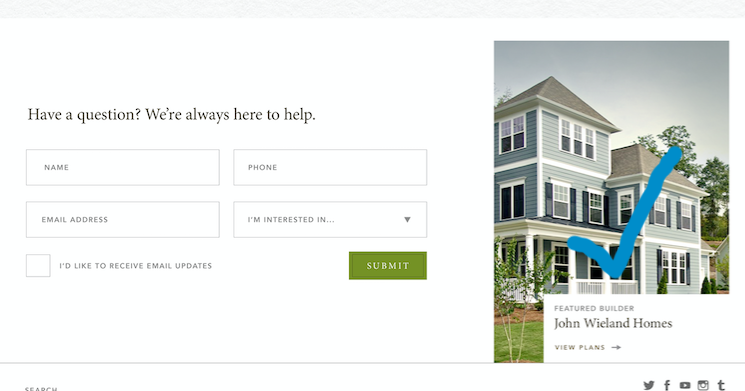 Have a question? We’re always here to help.
NAME
PHONE
EMAIL ADDRESS
I'M INTERESTED IN...
I'D LIKE TO RECEIVE EMAIL UPDATES
SUBMIT
FEATURED BUILDER
John Wieland Homes
VIEW PLANS
SEARCH